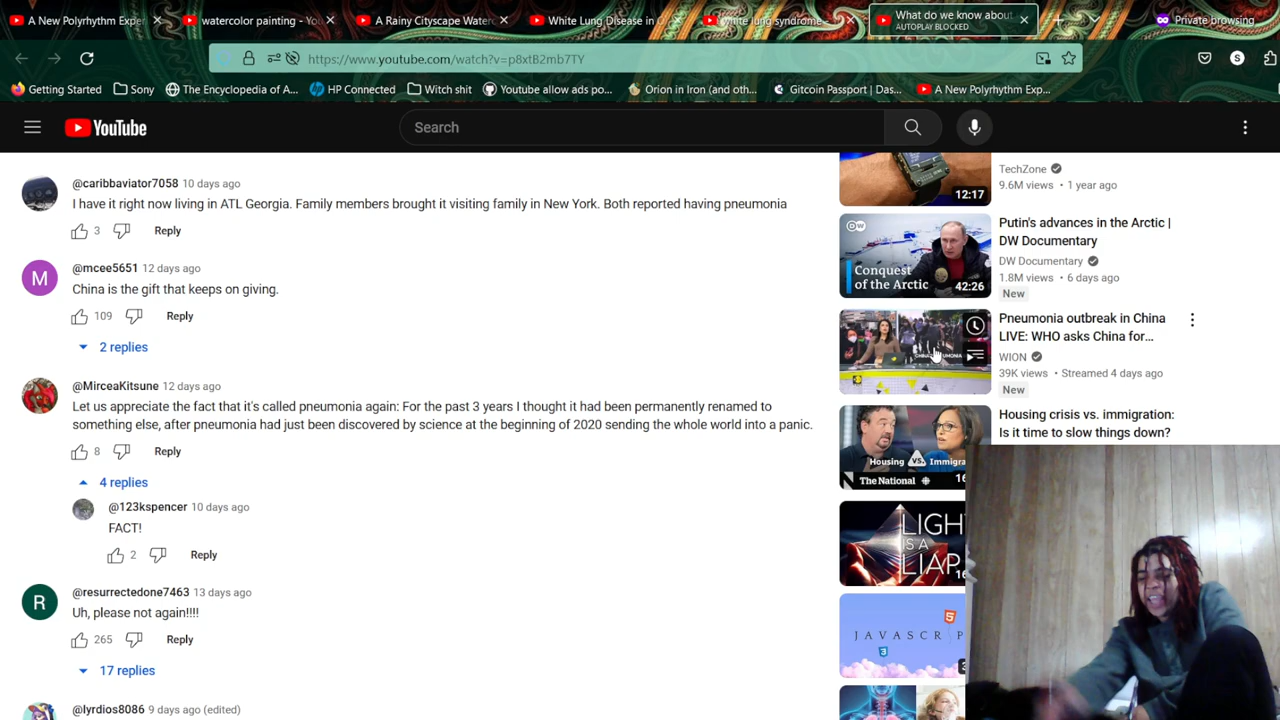 A New Polyrhythm Exper
watercolor painting - You
A Rainy Cityscape Waterc
White Lung Disease in
white lung syndrome -
What do we know about
AUTOPLAY BLOCKED
Private browsing
https://www.youtube.com/watch?v=p8xtB2mb7TY
S
Getting Started
Sony
The Encyclopedia of A...
HP Connected
Witch shit
Youtube allow ads po...
Orion in Iron (and oth...
Gitcoin Passport | Das...
A New Polyrhythm Exp...
YouTube
Search
@caribbaviator7058 10 days ago
I have it right now living in ATL Georgia. Family members brought it visiting family in New York. Both reported having pneumonia
3 Reply
M
@mcee5651 12 days ago
China is the gift that keeps on giving.
109 Reply
2 replies
@MirceaKitsune 12 days ago
Let us appreciate the fact that it's called pneumonia again: For the past 3 years I thought it had been permanently renamed to
something else, after pneumonia had just been discovered by science at the beginning of 2020 sending the whole world into a panic.
8 Reply
4 replies
@123kspencer 10 days ago
FACT!
2 Reply
R
@resurrectedone7463 13 days ago
Uh, please not again!!!!
265 Reply
17 replies
@lyrdios8086 9 days ago (edited)
12:17
TechZone
9.6M views • 1 year ago
DW
Conquest
of the Arctic
42:26
Putin's advances in the Arctic |
DW Documentary
DW Documentary
1.8M views • 6 days ago
New
Pneumonia outbreak in China
LIVE: WHO asks China for...
WION
39K views • Streamed 4 days ago
New
Housing VS. Immigra
The National
16
Housing crisis vs. immigration:
Is it time to slow things down?
LIGH
IS A
LIAR
16
JAVASCRIP
5
3